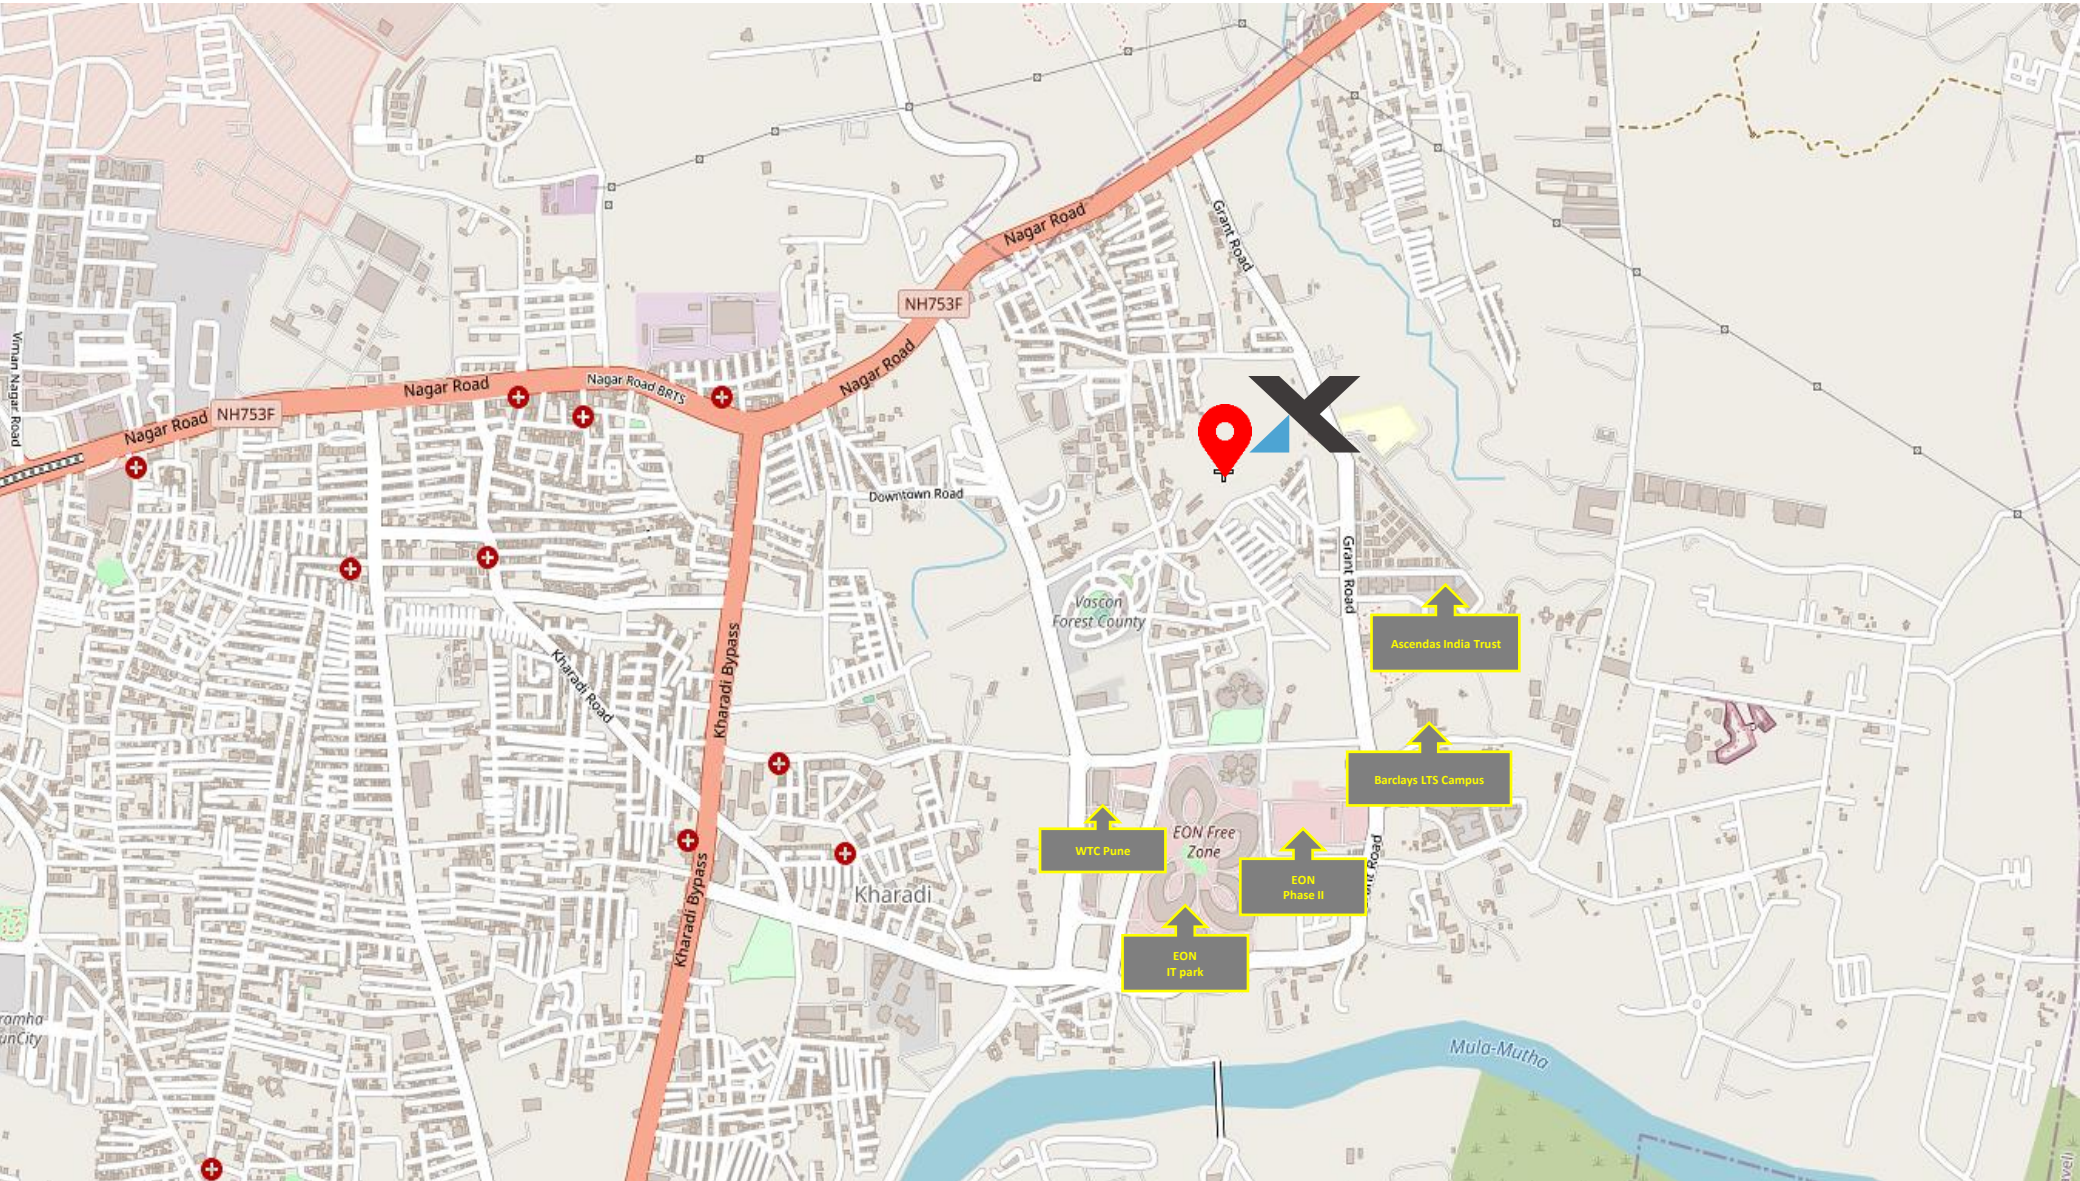 Nagar Road
Grant Road
NH753F
Nagar Road
Viman Nagar Road
Nagar Road BRTS
Nagar Road
NH753F
Nagar Road
Downtown Road
Grant Road
Vascon
Forest County
Ascendas India Trust
Kharadi Bypass
Kharadi Road
Barclays LTS Campus
EON Free
Zone
WTC Pune
EON
Phase II
Road
Kharadi
Kharadi Bypass
EON
IT park
Mula-Mutha